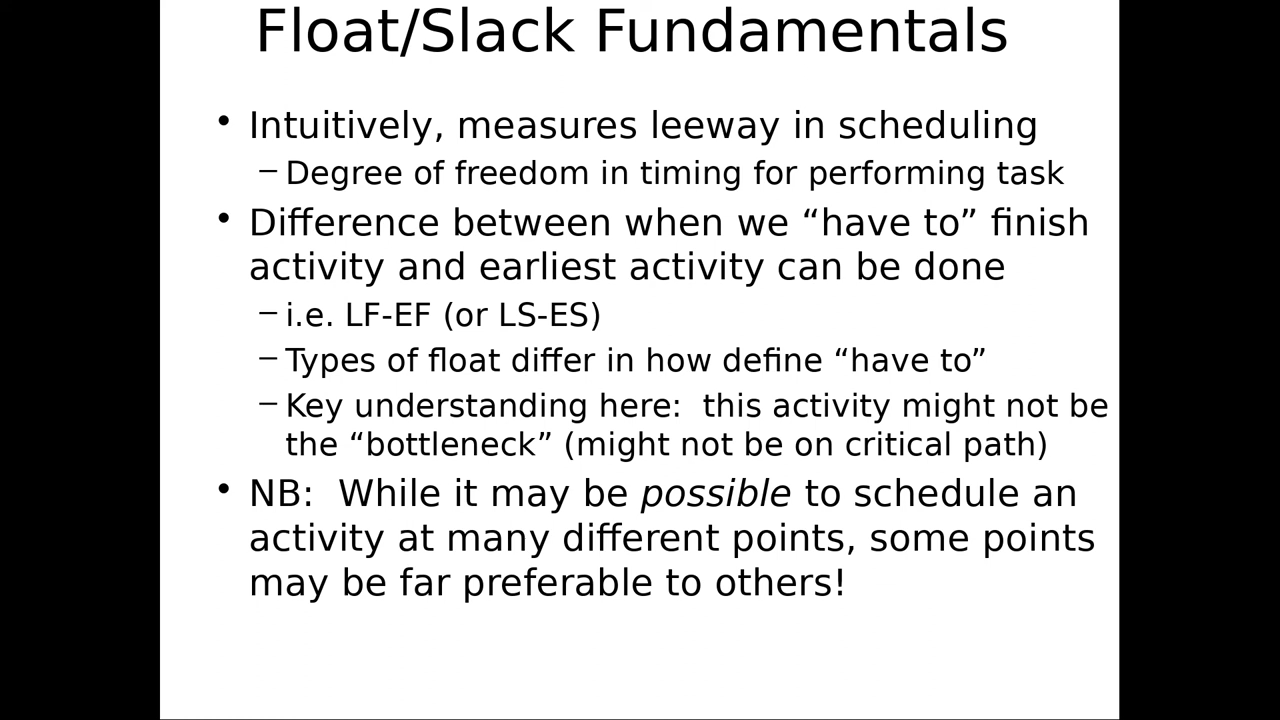 Float/Slack Fundamentals
• Intuitively, measures leeway in scheduling
– Degree of freedom in timing for performing task
• Difference between when we “have to” finish
activity and earliest activity can be done
– i.e. LF-EF (or LS-ES)
– Types of float differ in how define “have to”
– Key understanding here:  this activity might not be
the “bottleneck” (might not be on critical path)
• NB:  While it may be possible to schedule an
activity at many different points, some points
may be far preferable to others!